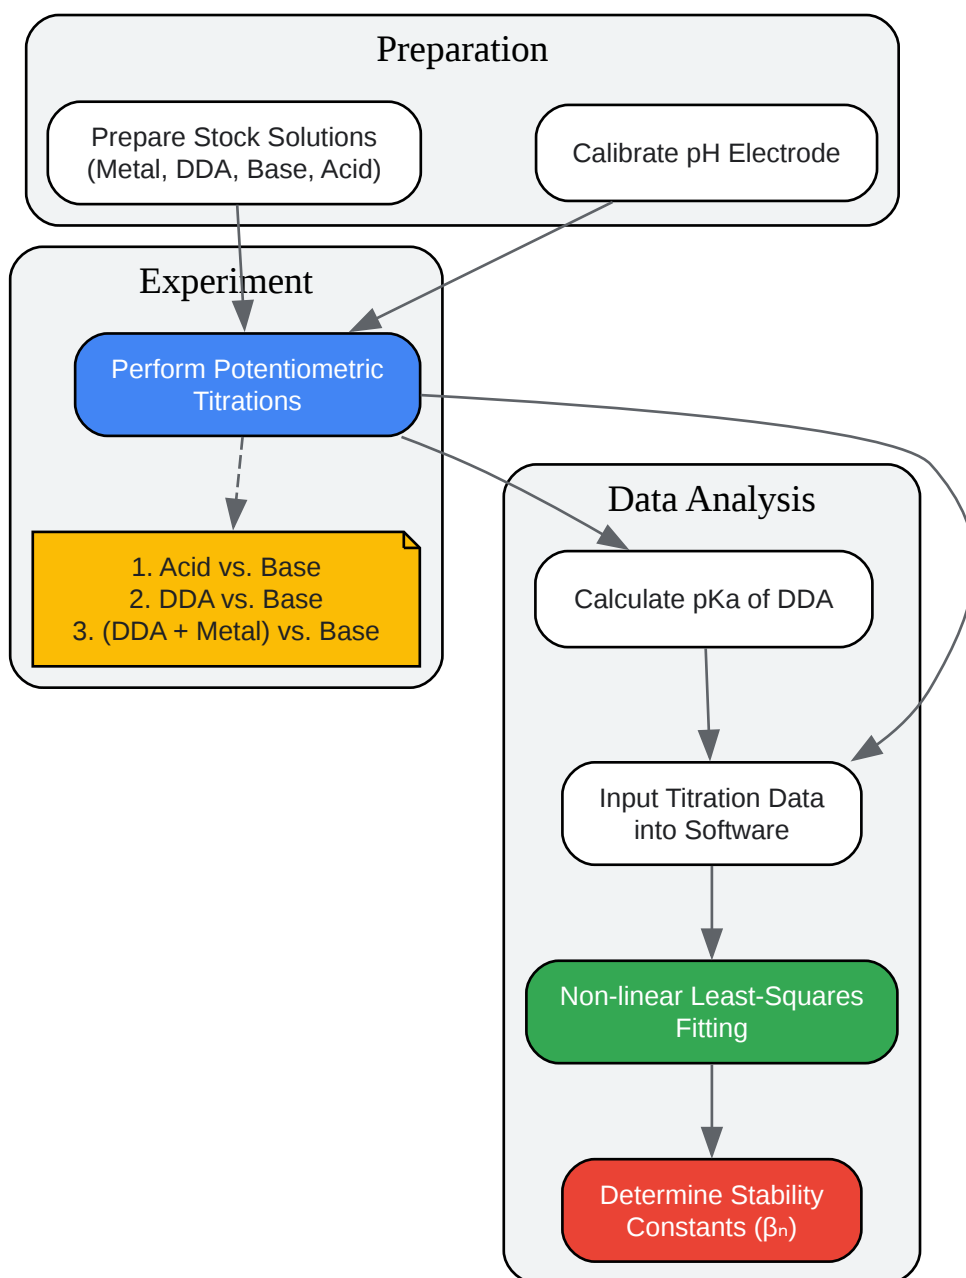 Preparation
Prepare Stock Solutions
(Metal, DDA, Base, Acid)
Calibrate pH Electrode
Experiment
Perform Potentiometric
Titrations
1. Acid vs. Base
2. DDA vs. Base
3. (DDA + Metal) vs. Base
Data Analysis
Calculate pKa of DDA
Input Titration Data
into Software
Non-linear Least-Squares
Fitting
Determine Stability
Constants (βₙ)